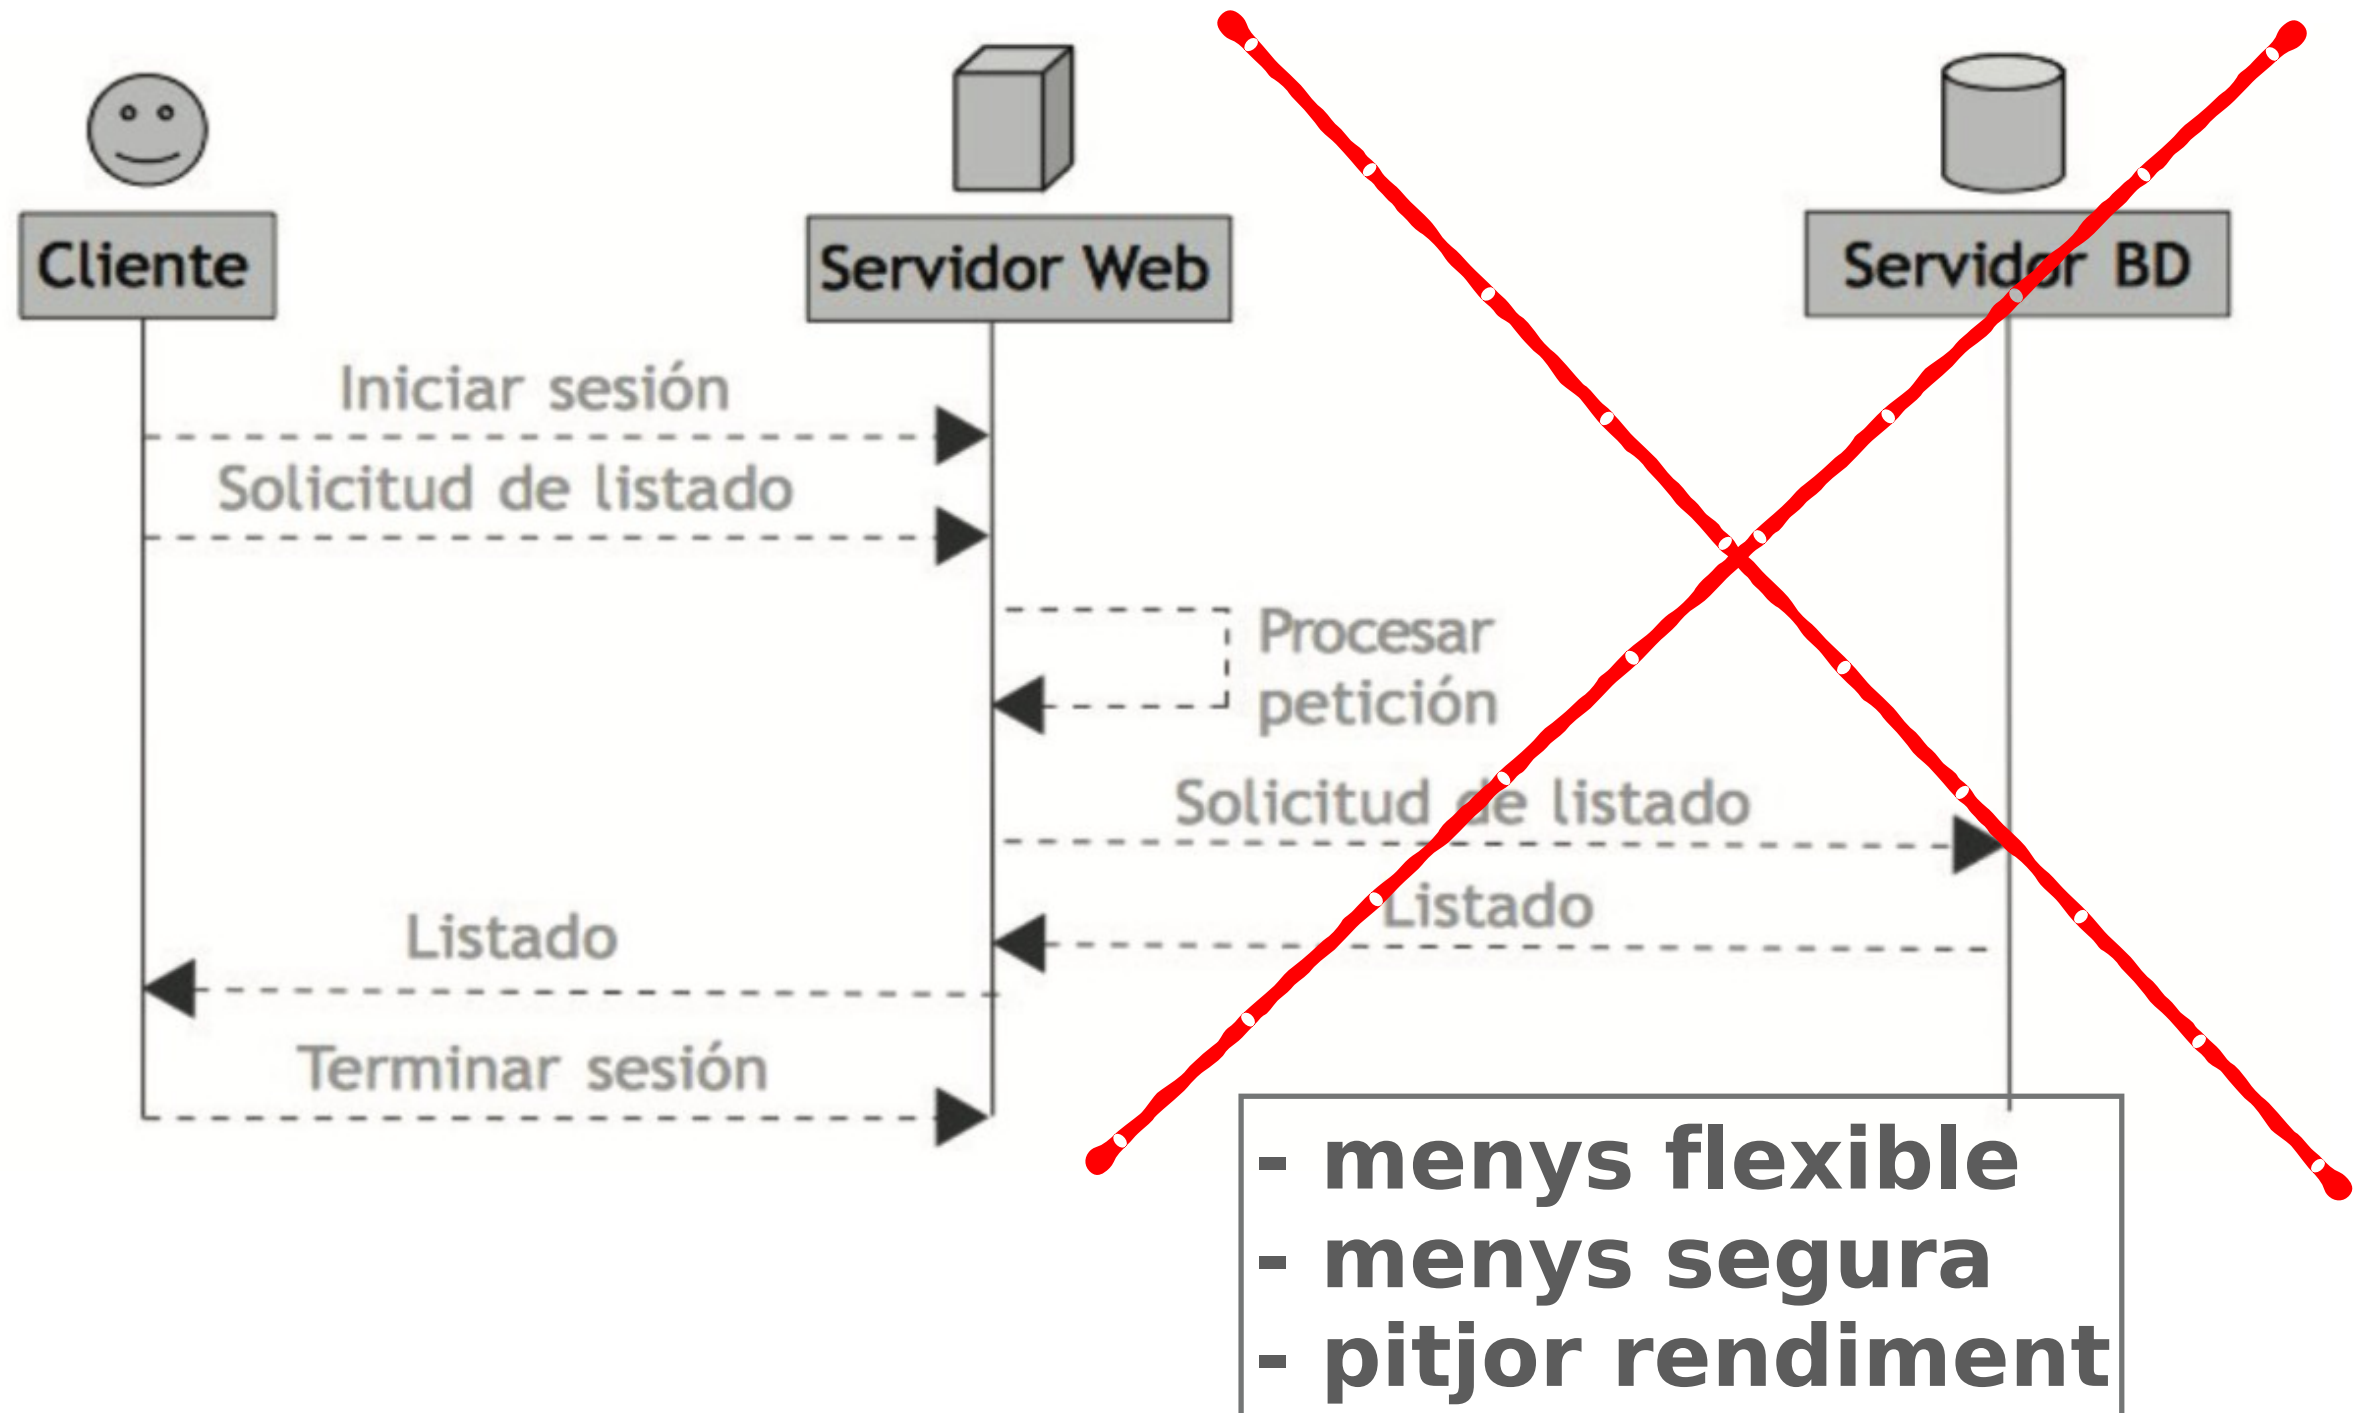 Cliente
Servidor Web
Servidor BD
Iniciar sesión
Solicitud de listado
Procesar
petición
Solicitud de listado
Listado
Listado
Terminar sesión
- menys flexible
- menys segura
- pitjor rendiment